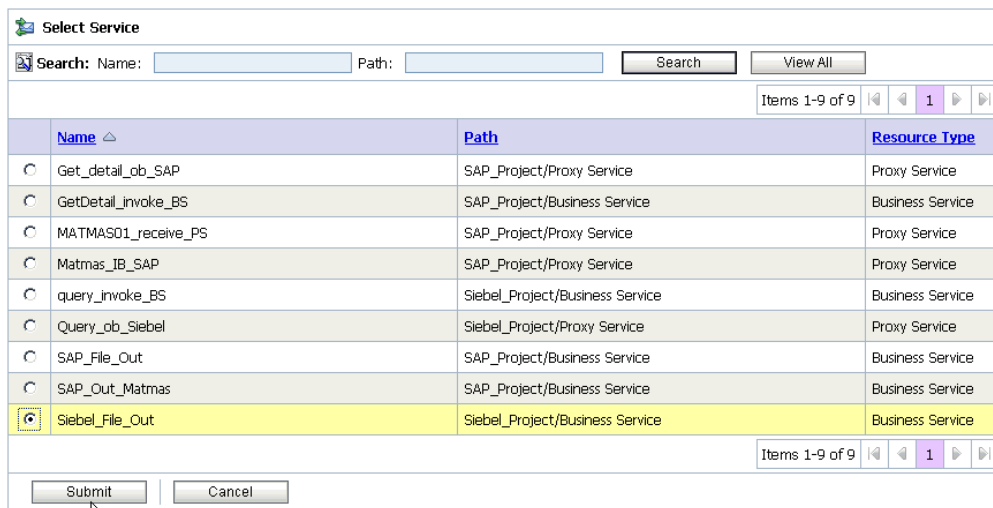 Select Service
Search: Name: Path: Search View All
Items 1-9 of 9 1
Name Path Resource Type
Get_detail_ob_SAP SAP_Project/Proxy Service Proxy Service
GetDetail_invoke_BS SAP_Project/Business Service Business Service
MATMAS01_receive_PS SAP_Project/Proxy Service Proxy Service
Matmas_IB_SAP SAP_Project/Proxy Service Proxy Service
query_invoke_BS Siebel_Project/Business Service Business Service
Query_ob_Siebel Siebel_Project/Proxy Service Proxy Service
SAP_File_Out SAP_Project/Business Service Business Service
SAP_Out_Matmas SAP_Project/Business Service Business Service
Siebel_File_Out Siebel_Project/Business Service Business Service
Items 1-9 of 9 1
Submit Cancel